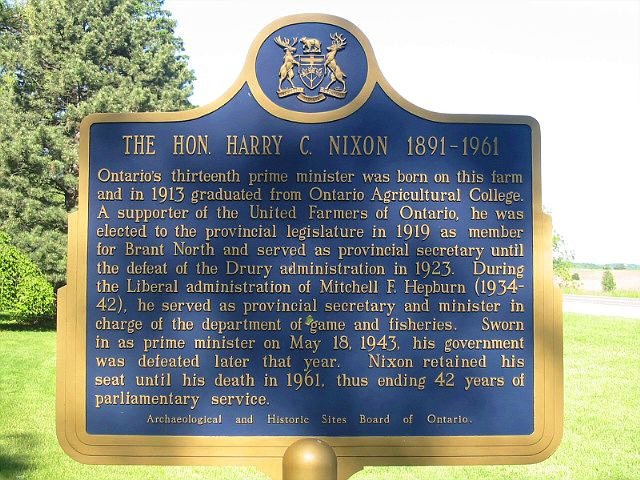 THE HON. HARRY C. NIXON 1891-1961
Ontario's thirteenth prime minister was born on this farm
and in 1913 graduated from Ontario Agricultural College.
A supporter of the United Farmers of Ontario, he was
elected to the provincial legislature in 1919 as member
for Brant North and served as provincial secretary until
the defeat of the Drury administration in 1923. During
the Liberal administration of Mitchell F. Hepburn (1934-
42), he served as provincial secretary and minister in
charge of the department of game and fisheries. Sworn
in as prime minister on May 18, 1943, his government
was defeated later that year. Nixon retained his
seat until his death in 1961, thus ending 42 years of
parliamentary service.
Archaeological and Historic Sites Board of Ontario.